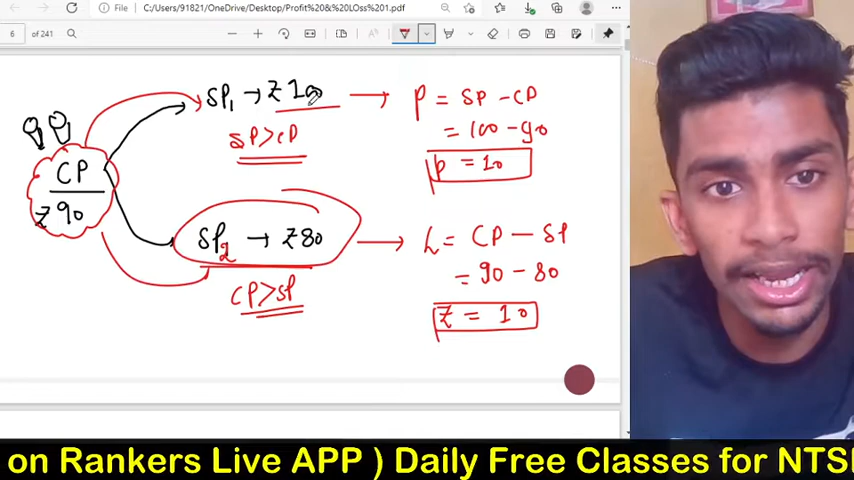 File
C:/Users/91821/OneDrive/Desktop/Profit%20&%20LOss%201.pdf
6 of 241
SP₁ → ₹100
SP>CP
P = SP - CP
= 100 - 90
P = 10
CP
₹90
SP₂ → ₹80
CP>SP
L = CP - SP
= 90 - 80
₹ = 10
on Rankers Live APP ) Daily Free Classes for NTS